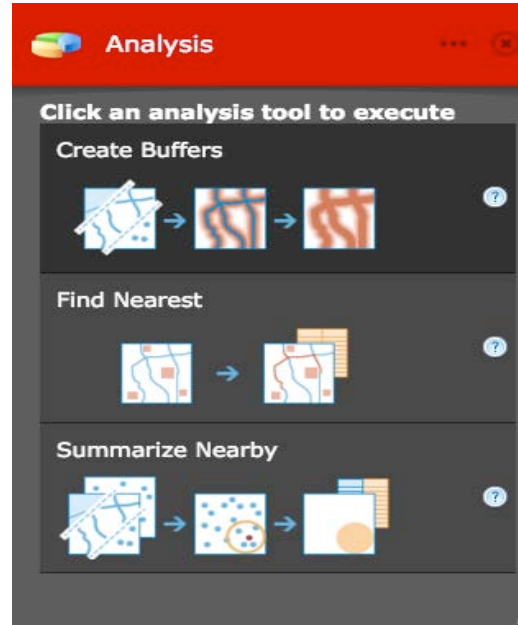 Analysis
Click an analysis tool to execute
Create Buffers
?
Find Nearest
?
Summarize Nearby
?